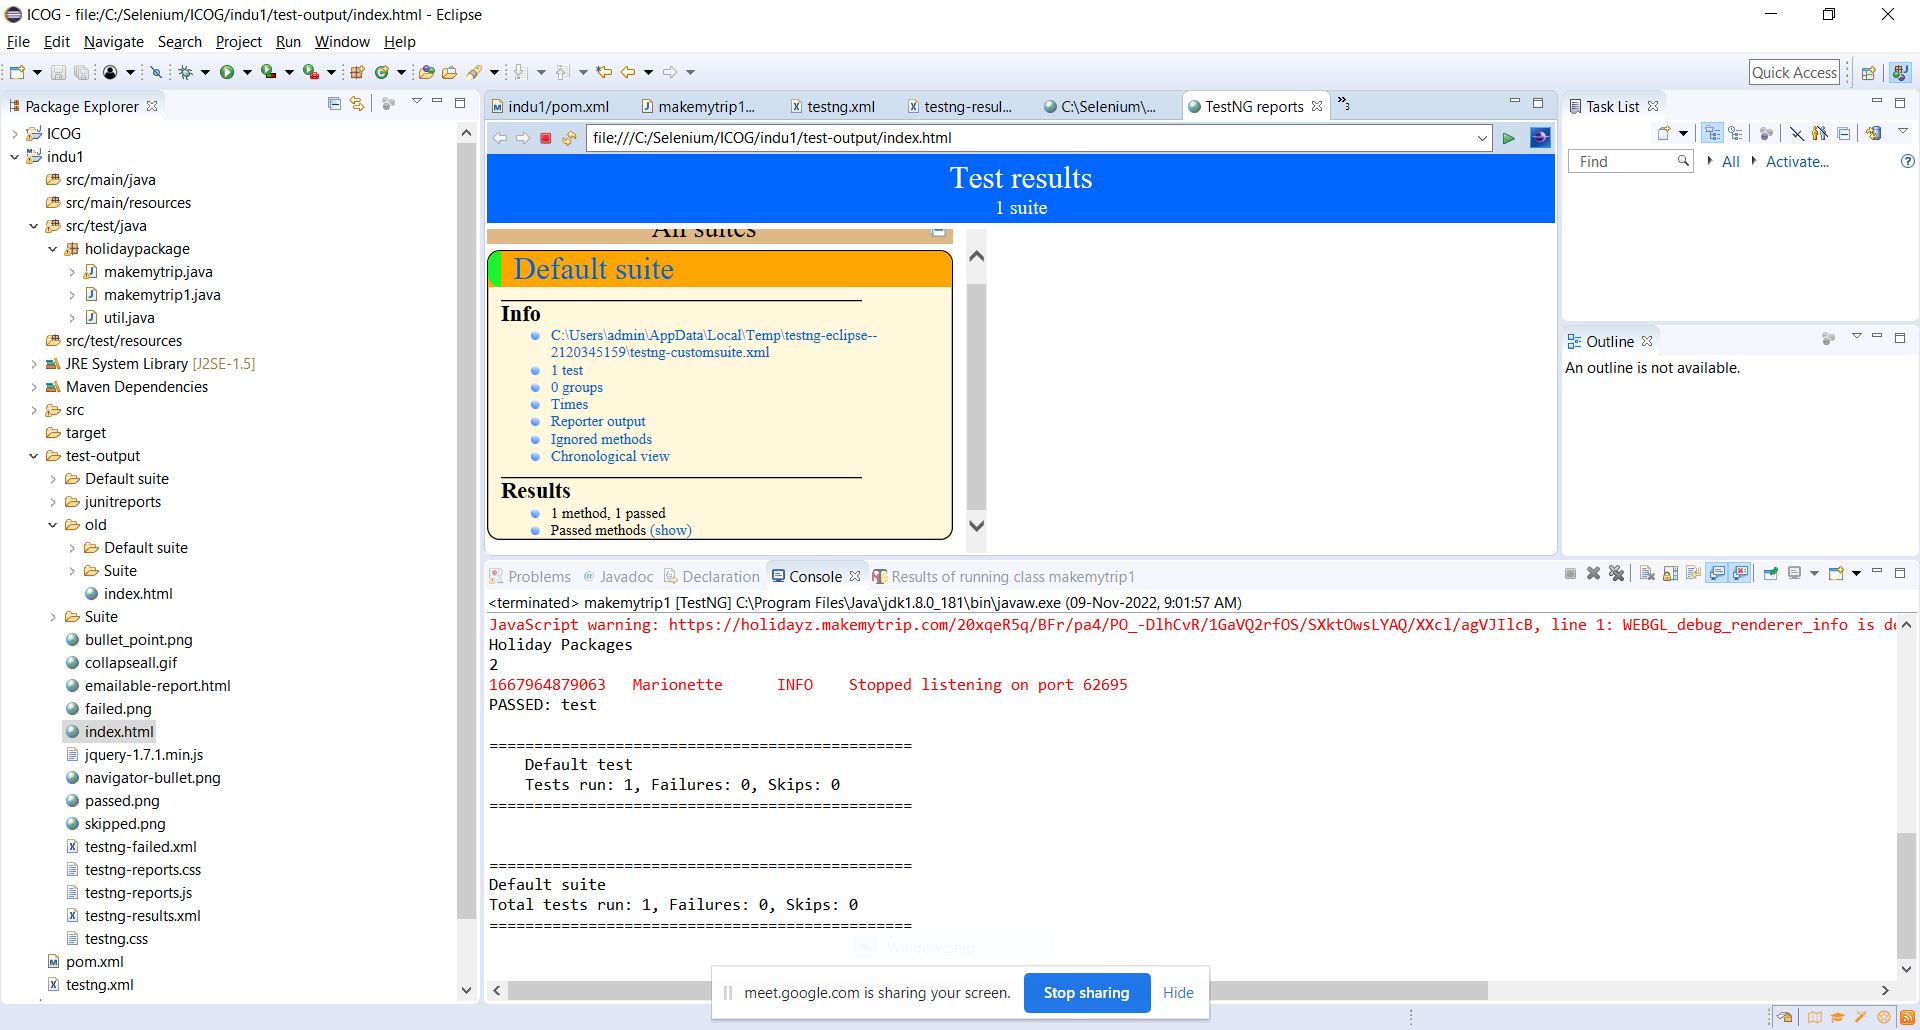 ICOG - file:/C:/Selenium/ICOG/indu1/test-output/index.html - Eclipse
File Edit Navigate Search Project Run Window Help
Quick Access
Package Explorer
ICOG
indu1
src/main/java
src/main/resources
src/test/java
holidaypackage
makemytrip.java
makemytrip1.java
util.java
src/test/resources
JRE System Library [J2SE-1.5]
Maven Dependencies
src
target
test-output
Default suite
junitreports
old
Default suite
Suite
index.html
Suite
bullet_point.png
collapseall.gif
emailable-report.html
failed.png
index.html
jquery-1.7.1.min.js
navigator-bullet.png
passed.png
skipped.png
testng-failed.xml
testng-reports.css
testng-reports.js
testng-results.xml
testng.css
pom.xml
testng.xml
indu1/pom.xml makemytrip1... testng.xml testng-resul... C:\Selenium\... TestNG reports »3
file:///C:/Selenium/ICOG/indu1/test-output/index.html
Test results
1 suite
All suites
Default suite
Info
C:\Users\admin\AppData\Local\Temp\testng-eclipse--
2120345159\testng-customsuite.xml
1 test
0 groups
Times
Reporter output
Ignored methods
Chronological view
Results
1 method, 1 passed
Passed methods (show)
Task List
Find All Activate...
Outline
An outline is not available.
Problems @ Javadoc Declaration Console Results of running class makemytrip1
<terminated> makemytrip1 [TestNG] C:\Program Files\Java\jdk1.8.0_181\bin\javaw.exe (09-Nov-2022, 9:01:57 AM)
JavaScript warning: https://holidayz.makemytrip.com/20xqeR5q/BFr/pa4/PO_-DlhCvR/1GaVQ2rfOS/SXktOwsLYAQ/XXcl/agVJIlcB, line 1: WEBGL_debug_renderer_info is de
Holiday Packages
2
1667964879063 Marionette INFO Stopped listening on port 62695
PASSED: test
===============================================
Default test
Tests run: 1, Failures: 0, Skips: 0
===============================================
===============================================
Default suite
Total tests run: 1, Failures: 0, Skips: 0
===============================================
Window Snip
meet.google.com is sharing your screen. Stop sharing Hide